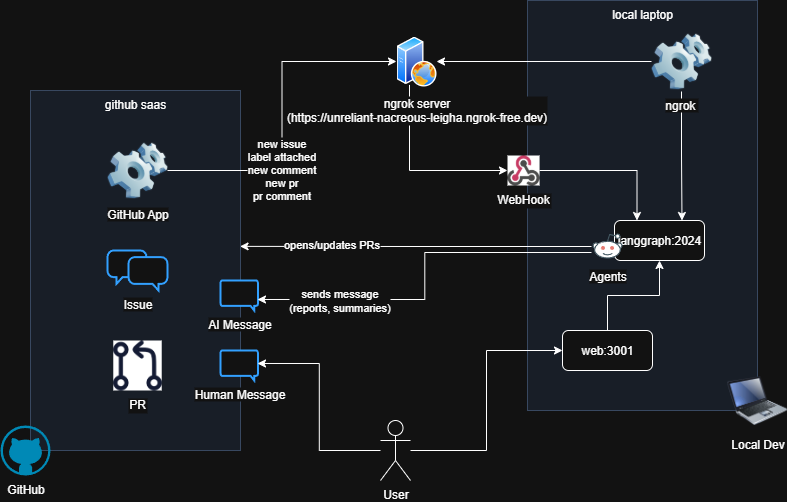 local laptop
ngrok server
(https://unreliant-nacreous-leigha.ngrok-free.dev)
ngrok
github saas
new issue
label attached
new comment
new pr
pr comment
GitHub App
WebHook
opens/updates PRs
langgraph:2024
Agents
Issue
sends message
(reports, summaries)
AI Message
web:3001
PR
Human Message
Local Dev
GitHub
User